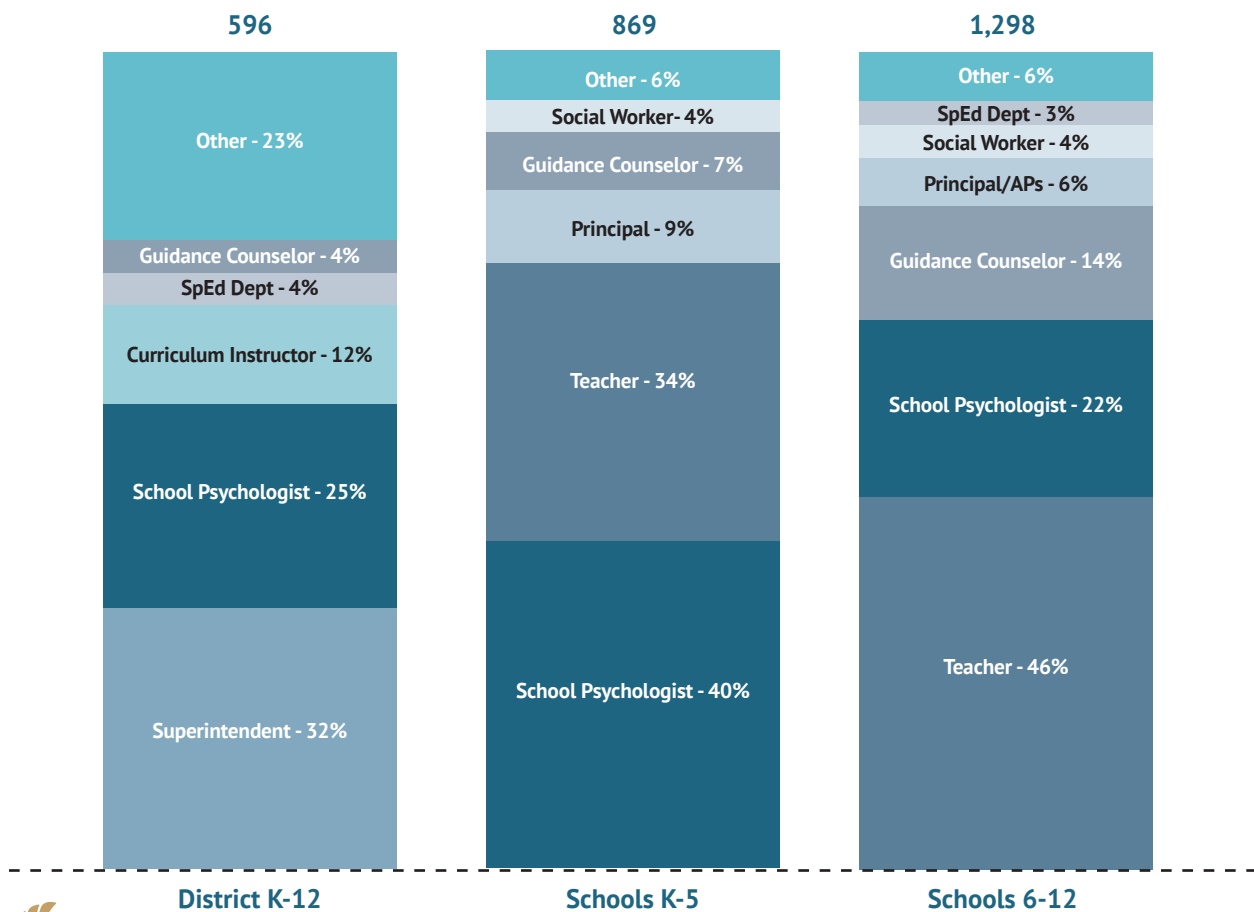 596
Other - 23%
Guidance Counselor - 4%
SpEd Dept - 4%
Curriculum Instructor - 12%
School Psychologist - 25%
Superintendent - 32%
District K-12
869
Other - 6%
Social Worker- 4%
Guidance Counselor - 7%
Principal - 9%
Teacher - 34%
School Psychologist - 40%
Schools K-5
1,298
Other - 6%
SpEd Dept - 3%
Social Worker - 4%
Principal/APs - 6%
Guidance Counselor - 14%
School Psychologist - 22%
Teacher - 46%
Schools 6-12